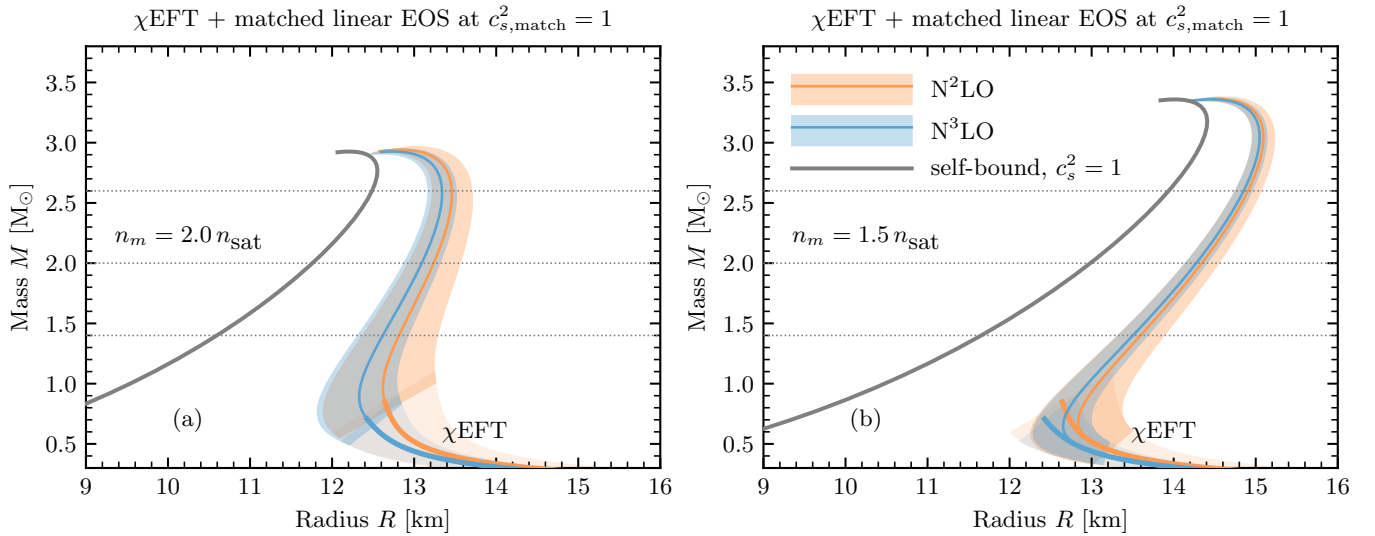 χEFT + matched linear EOS at c²ₛ,match = 1
Mass M [M⊙]
3.5
3.0
2.5
2.0
1.5
1.0
0.5
nₘ = 2.0 n_sat
(a)
χEFT
9 10 11 12 13 14 15 16
Radius R [km]
χEFT + matched linear EOS at c²ₛ,match = 1
Mass M [M⊙]
3.5
3.0
2.5
2.0
1.5
1.0
0.5
N²LO
N³LO
self-bound, c²ₛ = 1
nₘ = 1.5 n_sat
(b)
χEFT
9 10 11 12 13 14 15 16
Radius R [km]